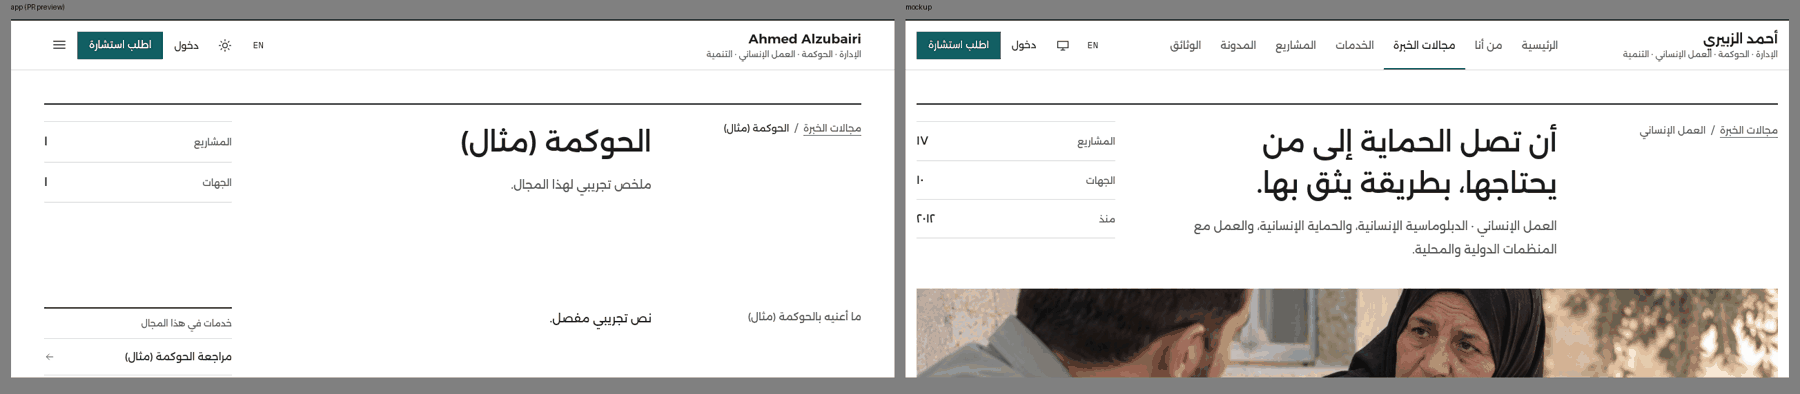 app (PR preview)
Ahmed Alzubairi
الإدارة · الحوكمة · العمل الإنساني · التنمية
EN
دخول
اطلب استشارة
مجالات الخبرة / الحوكمة (مثال)
الحوكمة (مثال)
ملخص تجريبي لهذا المجال.
المشاريع ١
الجهات ١
ما أعنيه بالحوكمة (مثال)
نص تجريبي مفصل.
خدمات في هذا المجال
مراجعة الحوكمة (مثال) ←
mockup
أحمد الزبيري
الإدارة · الحوكمة · العمل الإنساني · التنمية
الرئيسية من أنا مجالات الخبرة الخدمات المشاريع المدونة الوثائق
EN
دخول
اطلب استشارة
مجالات الخبرة / العمل الإنساني
أن تصل الحماية إلى من
يحتاجها، بطريقة يثق بها.
العمل الإنساني · الدبلوماسية الإنسانية، والحماية الإنسانية، والعمل مع
المنظمات الدولية والمحلية.
المشاريع ١٧
الجهات ١٠
منذ ٢٠١٢